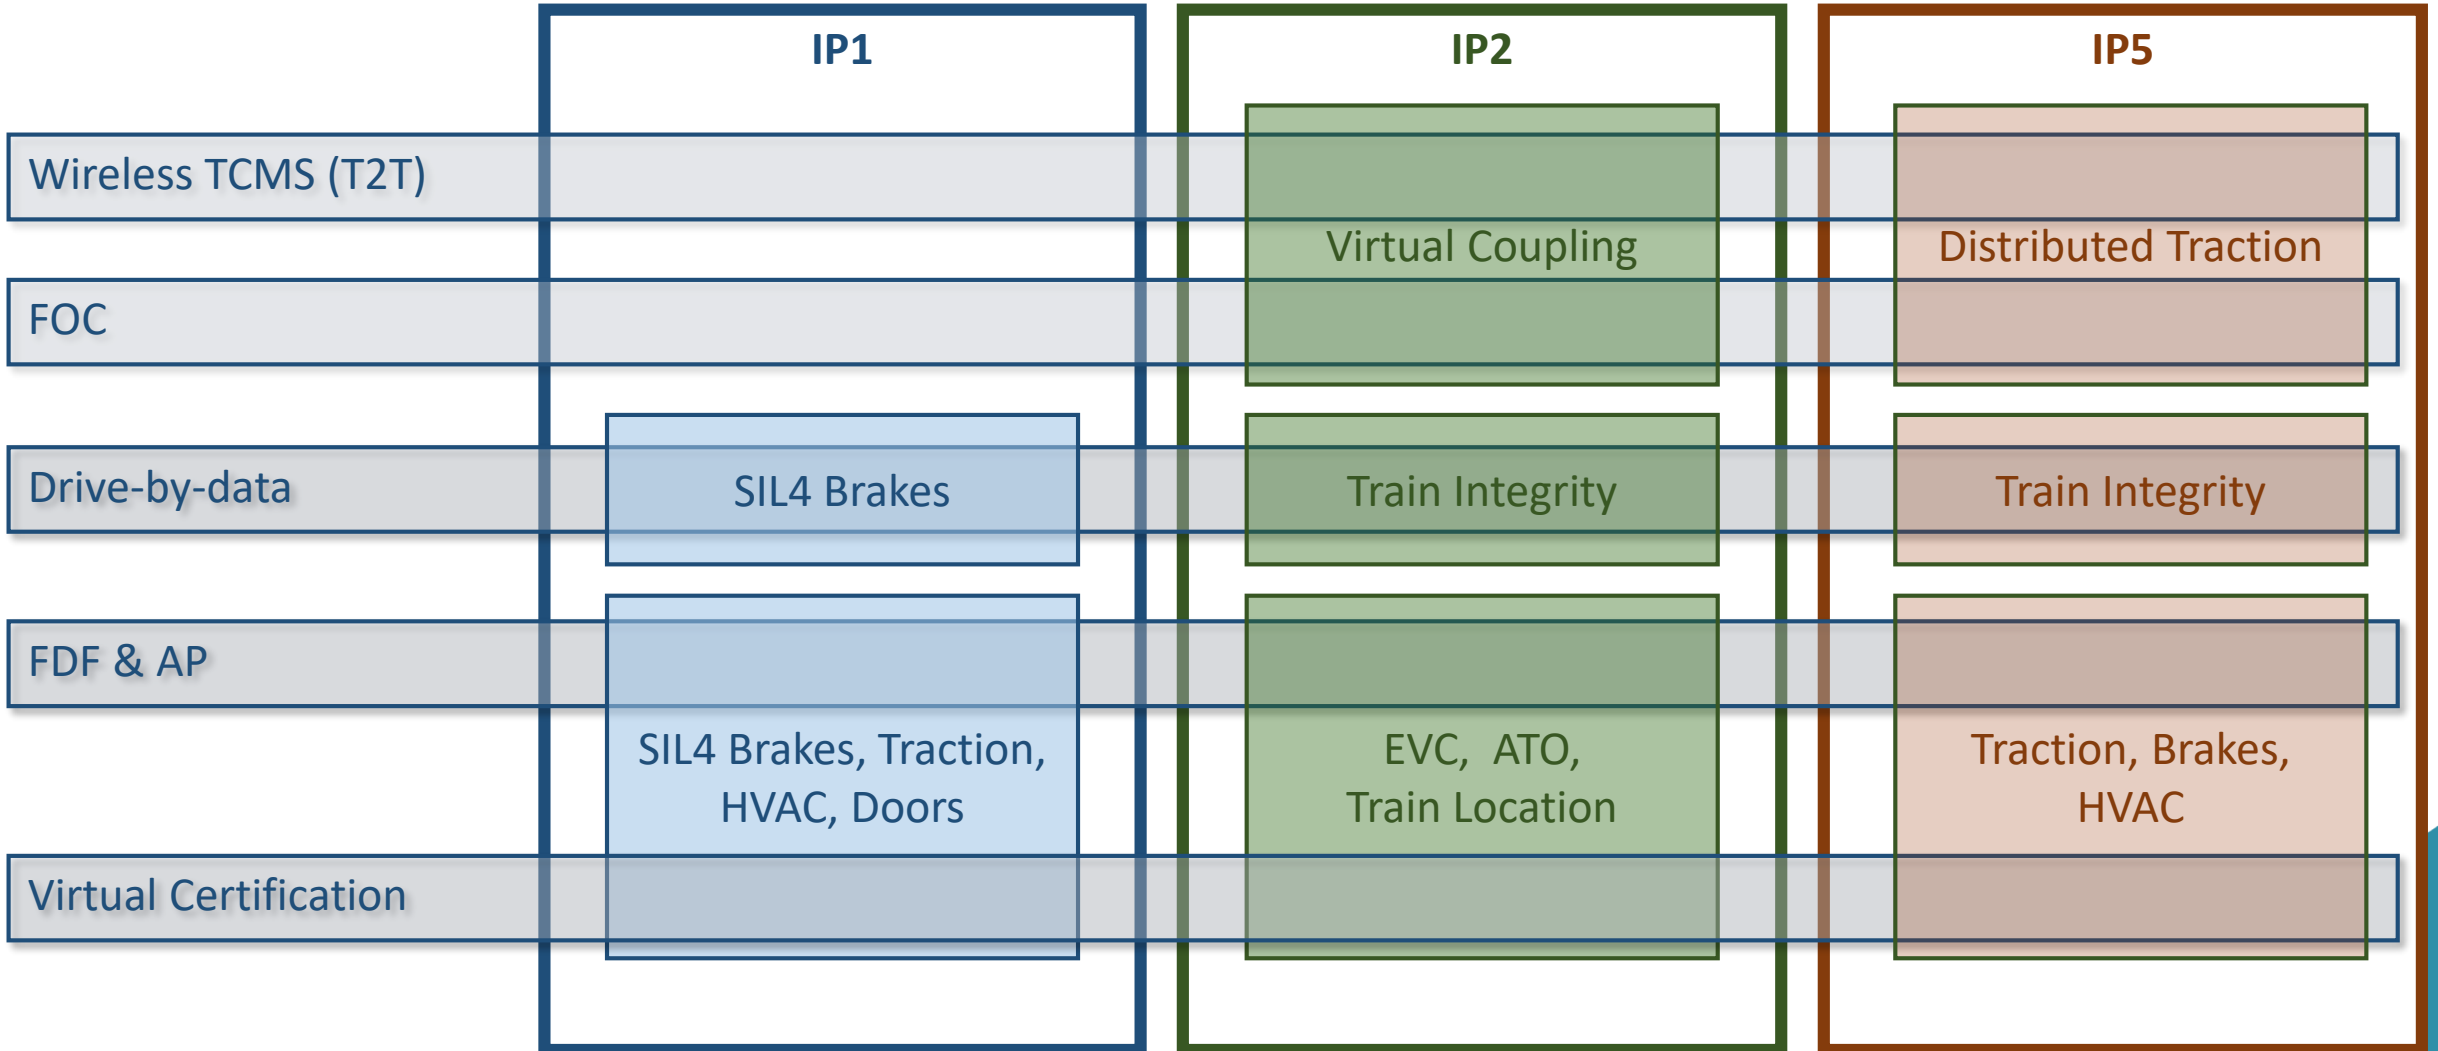 IP1
IP2
IP5
Wireless TCMS (T2T)
Virtual Coupling
Distributed Traction
FOC
Drive-by-data
SIL4 Brakes
Train Integrity
Train Integrity
FDF & AP
SIL4 Brakes, Traction,
HVAC, Doors
EVC, ATO,
Train Location
Traction, Brakes,
HVAC
Virtual Certification